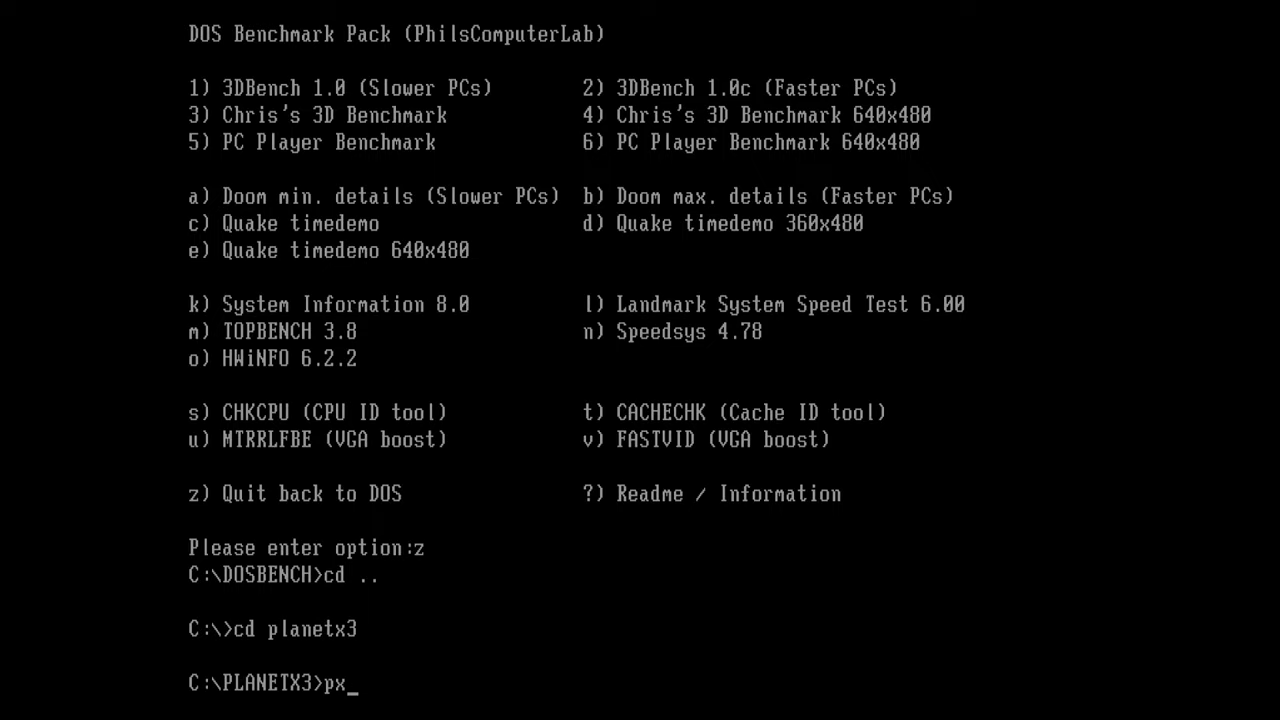 DOS Benchmark Pack (PhilsComputerLab)
1) 3DBench 1.0 (Slower PCs) 2) 3DBench 1.0c (Faster PCs)
3) Chris's 3D Benchmark 4) Chris's 3D Benchmark 640x480
5) PC Player Benchmark 6) PC Player Benchmark 640x480
a) Doom min. details (Slower PCs) b) Doom max. details (Faster PCs)
c) Quake timedemo d) Quake timedemo 360x480
e) Quake timedemo 640x480
k) System Information 8.0 l) Landmark System Speed Test 6.00
m) TOPBENCH 3.8 n) Speedsys 4.78
o) HWiNFO 6.2.2
s) CHKCPU (CPU ID tool) t) CACHECHK (Cache ID tool)
u) MTRRLFBE (VGA boost) v) FASTVID (VGA boost)
z) Quit back to DOS ?) Readme / Information
Please enter option:z
C:\DOSBENCH>cd ..
C:\>cd planetx3
C:\PLANETX3>px_